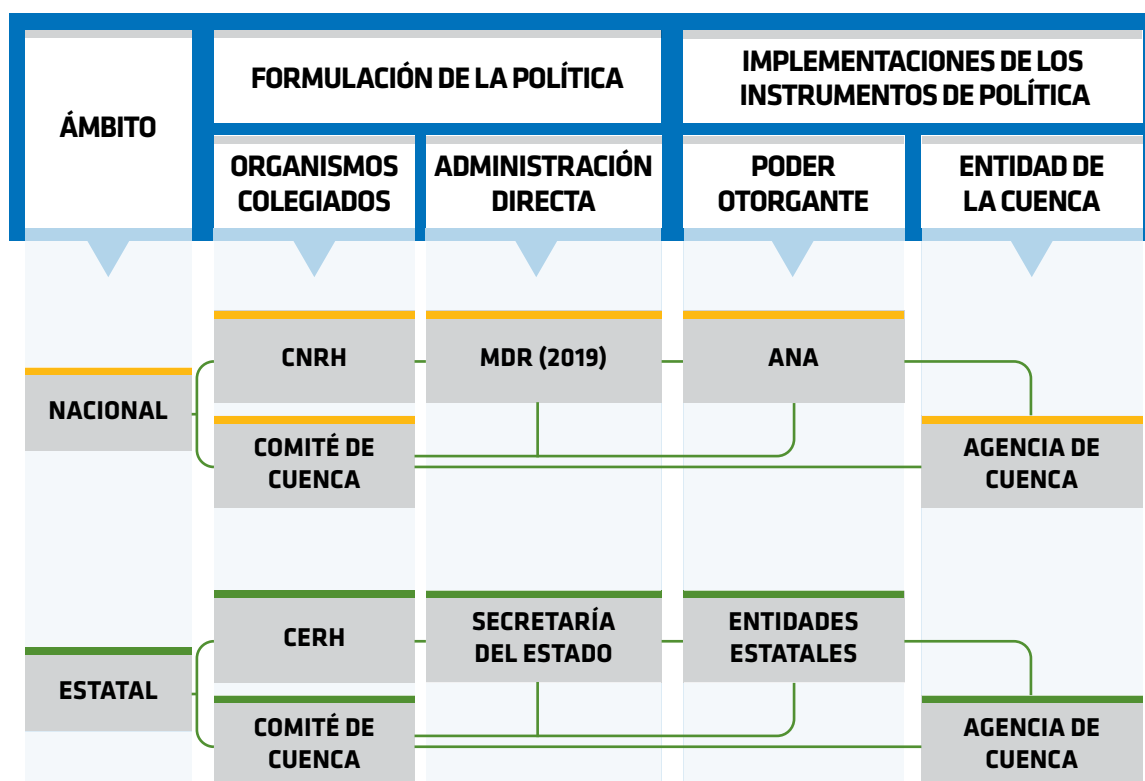 ÁMBITO
FORMULACIÓN DE LA POLÍTICA
IMPLEMENTACIONES DE LOS
INSTRUMENTOS DE POLÍTICA
ORGANISMOS
COLEGIADOS
ADMINISTRACIÓN
DIRECTA
PODER
OTORGANTE
ENTIDAD DE
LA CUENCA
NACIONAL
CNRH
MDR (2019)
ANA
COMITÉ DE
CUENCA
AGENCIA DE
CUENCA
ESTATAL
CERH
SECRETARÍA
DEL ESTADO
ENTIDADES
ESTATALES
COMITÉ DE
CUENCA
AGENCIA DE
CUENCA